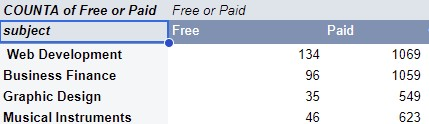 COUNTA of Free or Paid Free or Paid
subject Free Paid
Web Development 134 1069
Business Finance 96 1059
Graphic Design 35 549
Musical Instruments 46 623